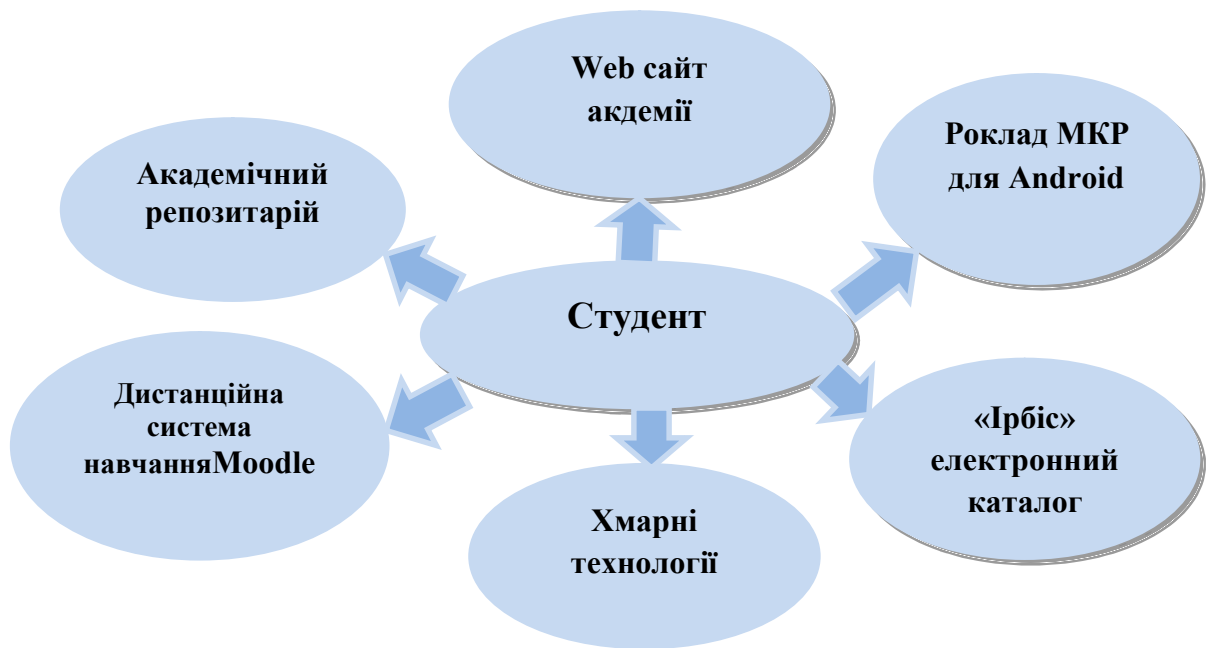 Web сайт
акдемії
Роклад МКР
для Android
Академічний
репозитарій
Студент
Дистанційна
система
навчанняMoodle
«Ірбіс»
електронний
каталог
Хмарні
технології